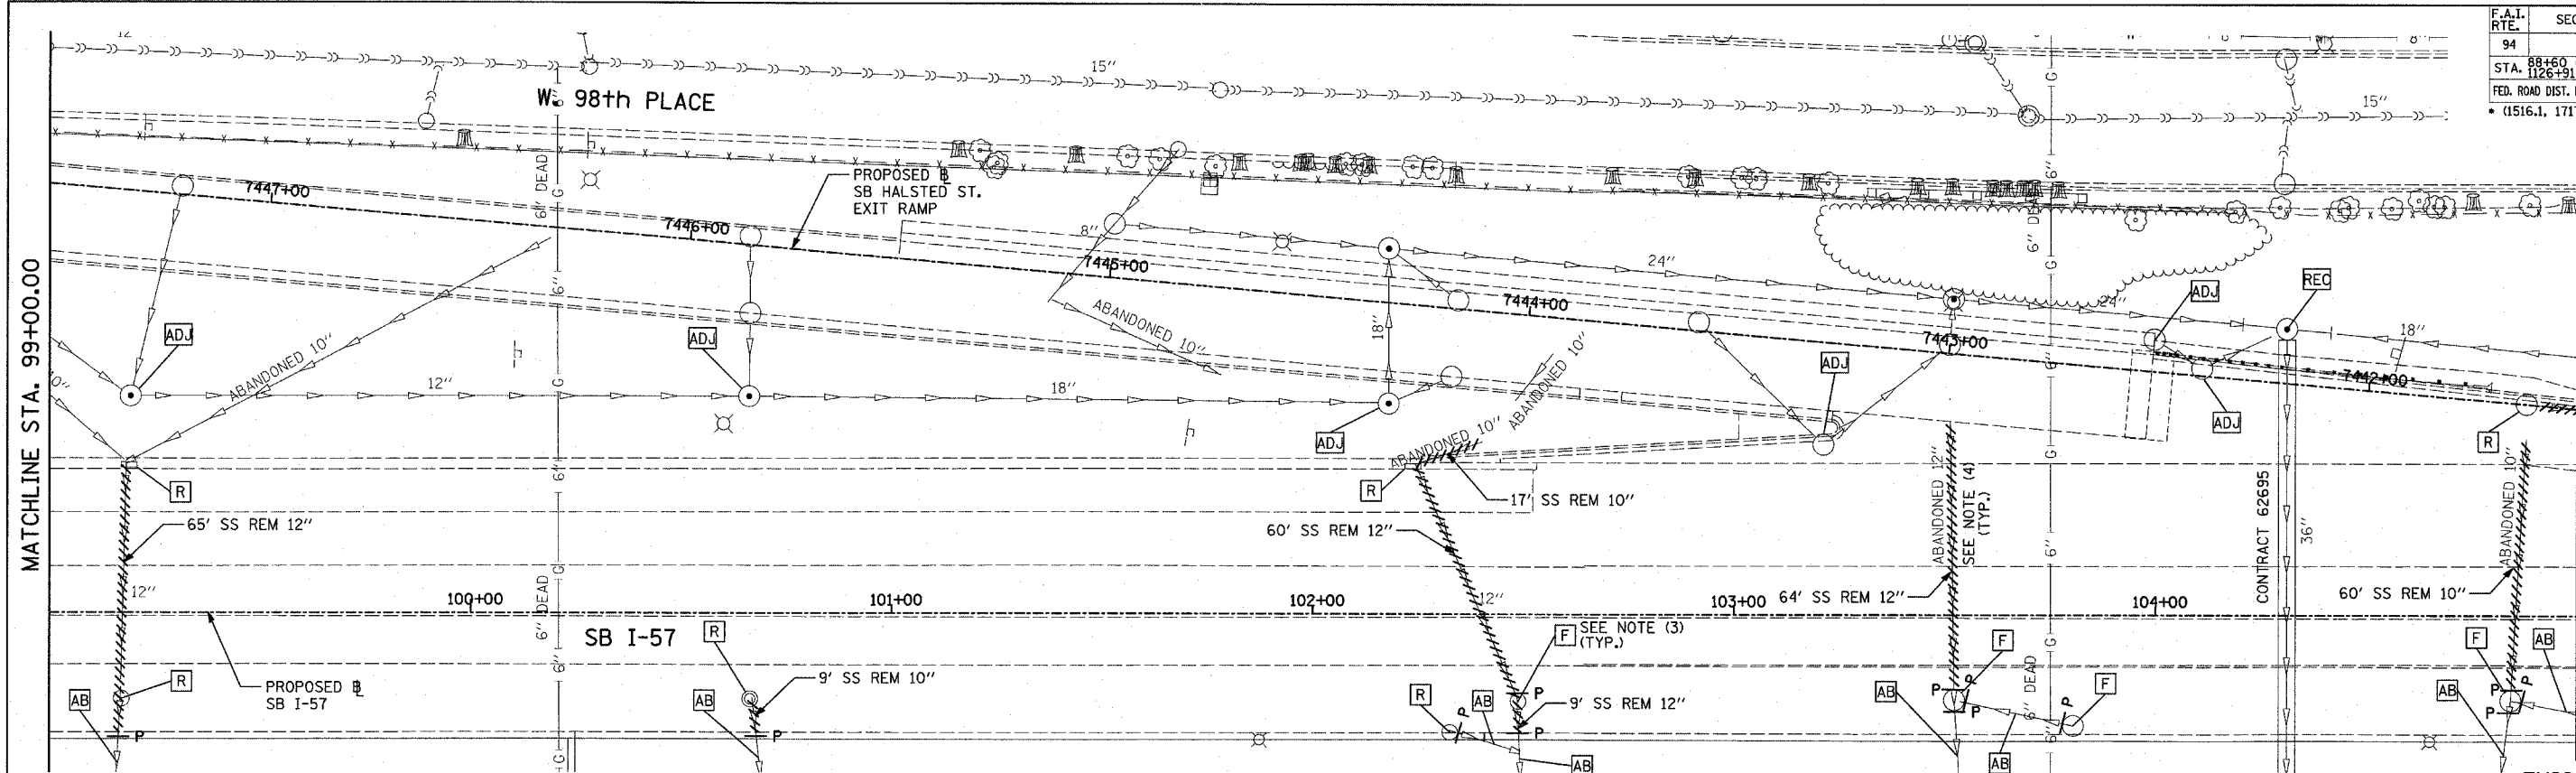 F.A.I.
RTE.
94
STA. 88+60
1126+91
FED. ROAD DIST.
* (1516.1, 171
12
15"
8"
15"
W. 98th PLACE
PROPOSED
SB HALSTED ST.
EXIT RAMP
6" DEAD
6"
G
6" DEAD
6"
G
7447+00
7446+00
7445+00
7444+00
7443+00
7442+00
8"
24"
24"
18"
REC
ADJ
ADJ
ADJ
ADJ
ADJ
ADJ
ABANDONED 10"
ABANDONED 10"
ABANDONED 10"
ABANDONED 10"
12"
18"
18"
MATCHLINE STA. 99+00.00
R
R
R
17' SS REM 10"
65' SS REM 12"
60' SS REM 12"
ABANDONED 12"
SEE NOTE (4)
(TYP.)
CONTRACT 62695
36"
ABANDONED 10"
64' SS REM 12"
60' SS REM 10"
12"
12"
100+00
101+00
102+00
103+00
104+00
6" DEAD
6"
G
SB I-57
R
F
SEE NOTE (3)
(TYP.)
F
F
F
AB
R
PROPOSED
SB I-57
AB
9' SS REM 10"
R
AB
P
P
9' SS REM 12"
AB
P
P
6" DEAD
AB
AB
P
P
P
P
P
AB
AB